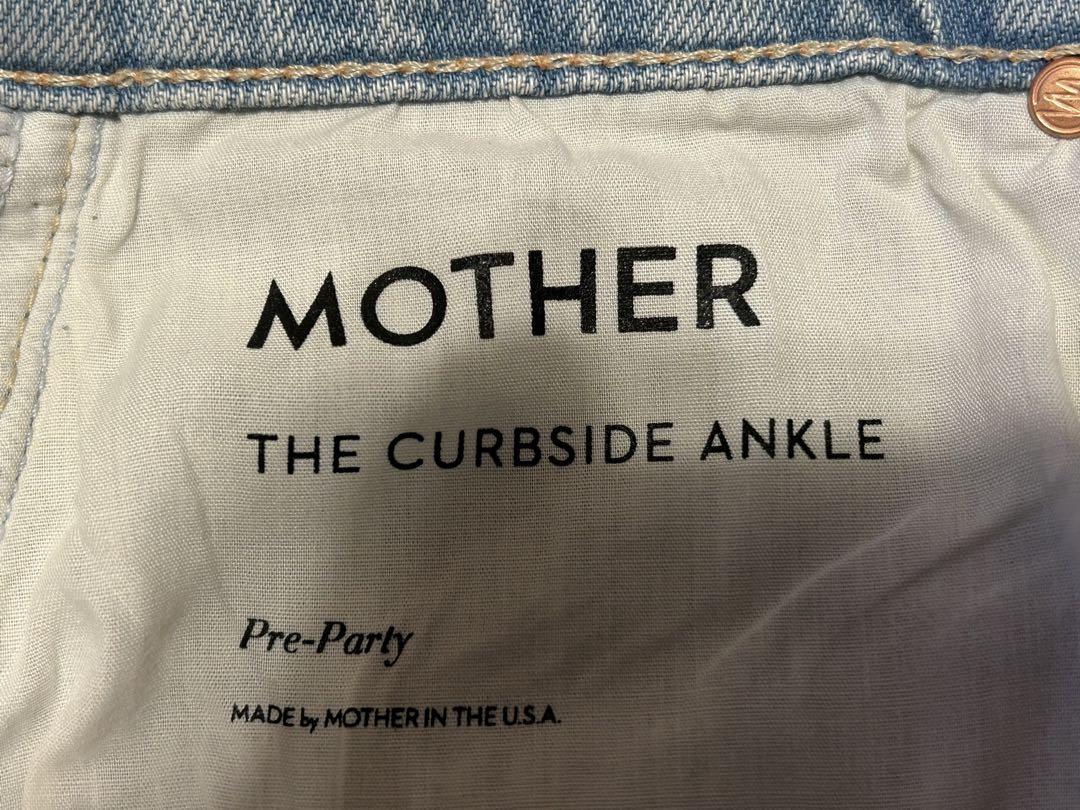 MOTHER
THE CURBSIDE ANKLE
Pre-Party
MADE by MOTHER IN THE U.S.A.